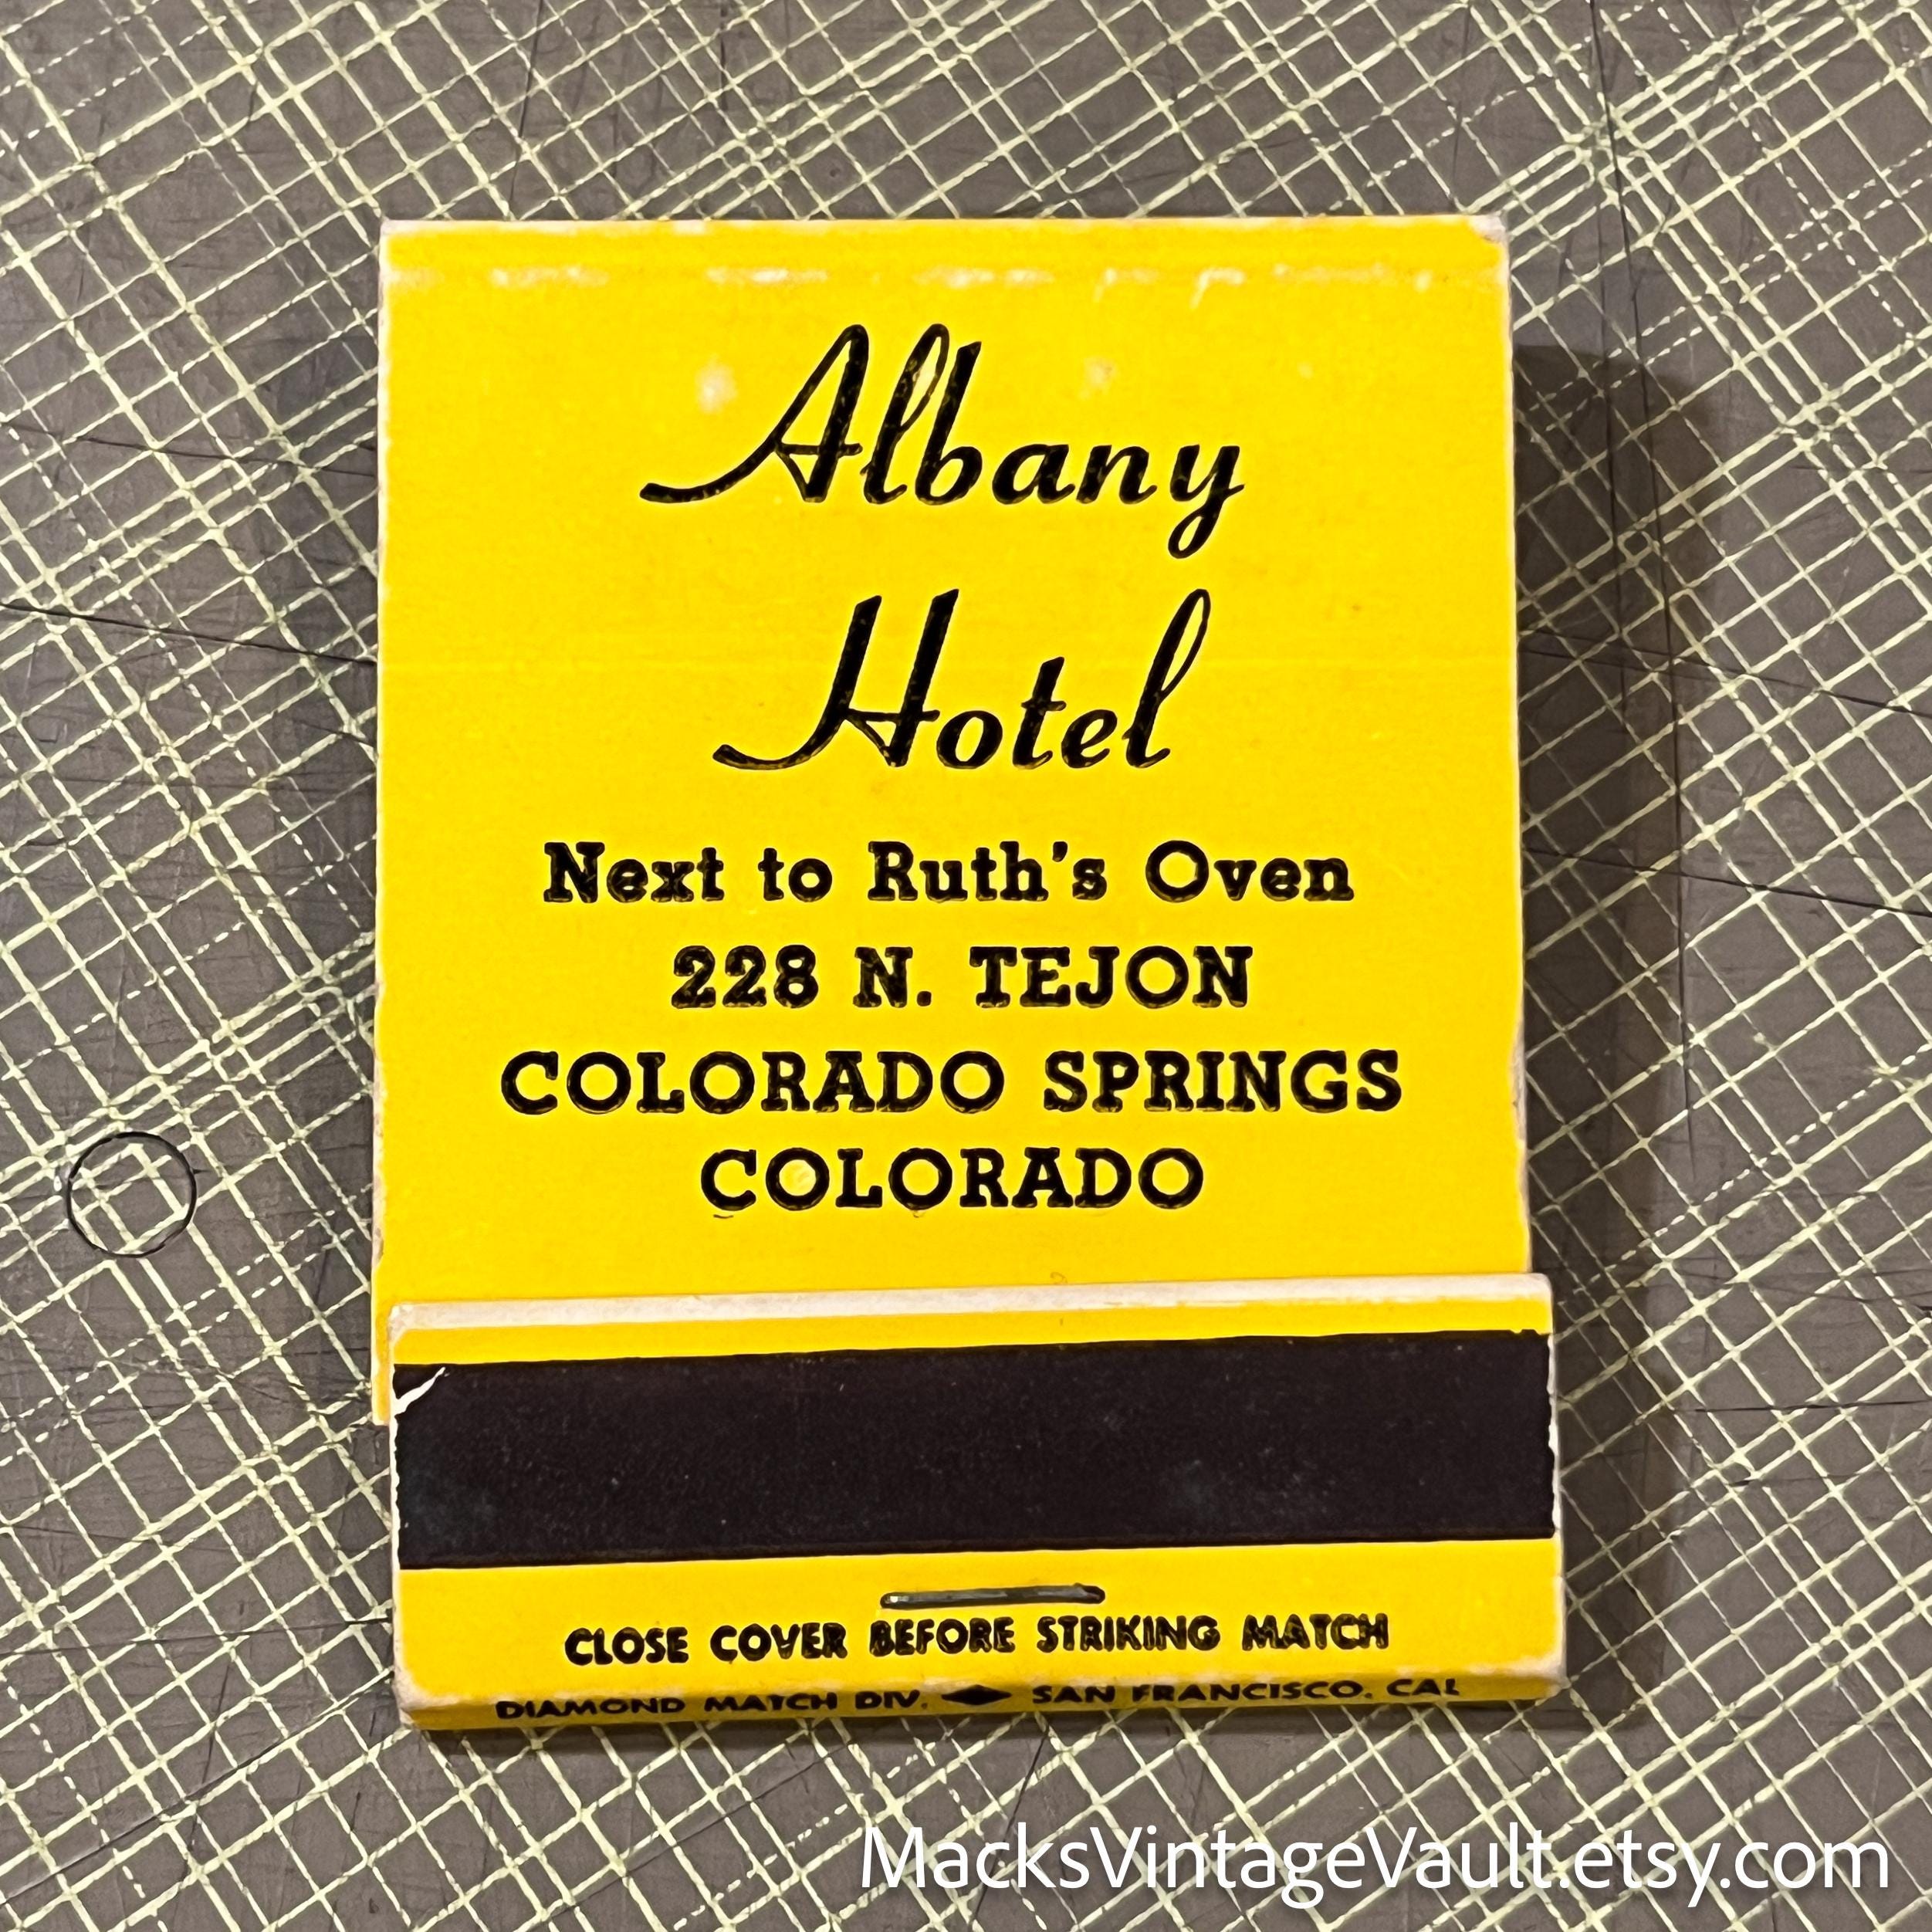 Albany
Hotel
Next to Ruth's Oven
228 N. TEJON
COLORADO SPRINGS
COLORADO
CLOSE COVER BEFORE STRIKING MATCH
DIAMOND MATCH DIV. SAN FRANCISCO, CAL
MacksVintageVault.etsy.com